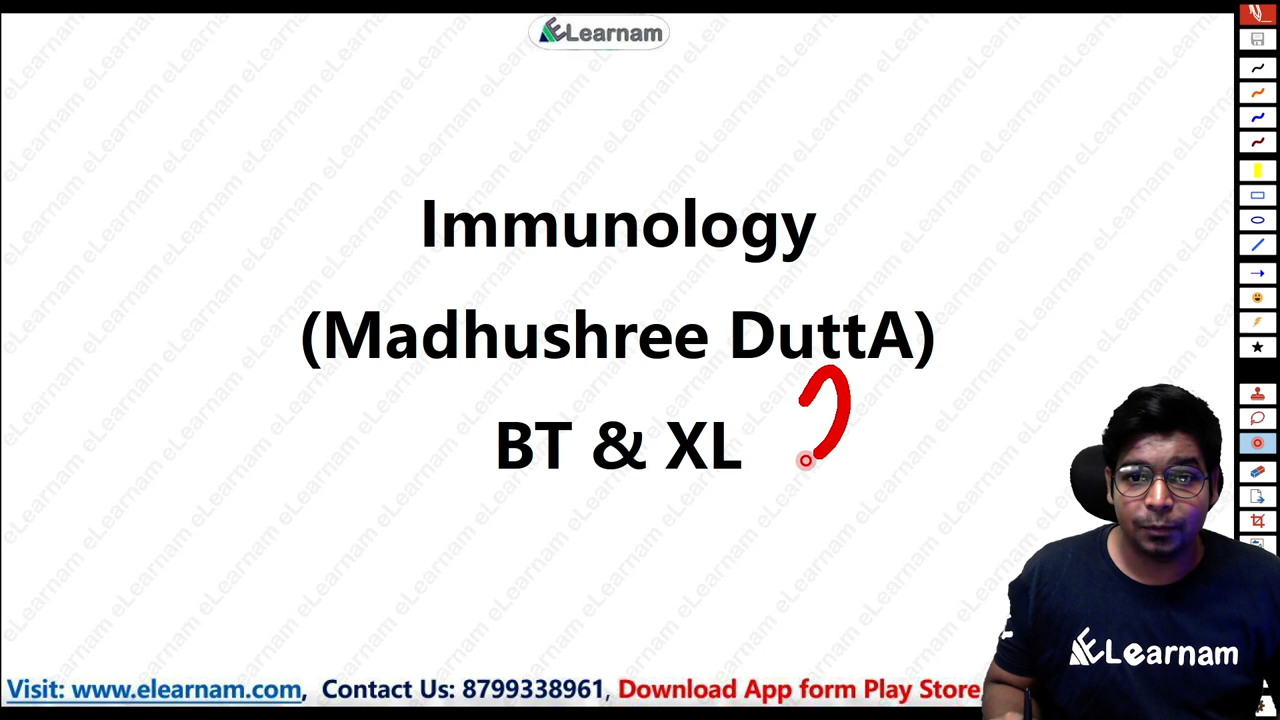 ELearnam
Immunology
(Madhushree DuttA)
BT & XL
ELearnam
Visit: www.elearnam.com, Contact Us: 8799338961, Download App form Play Store